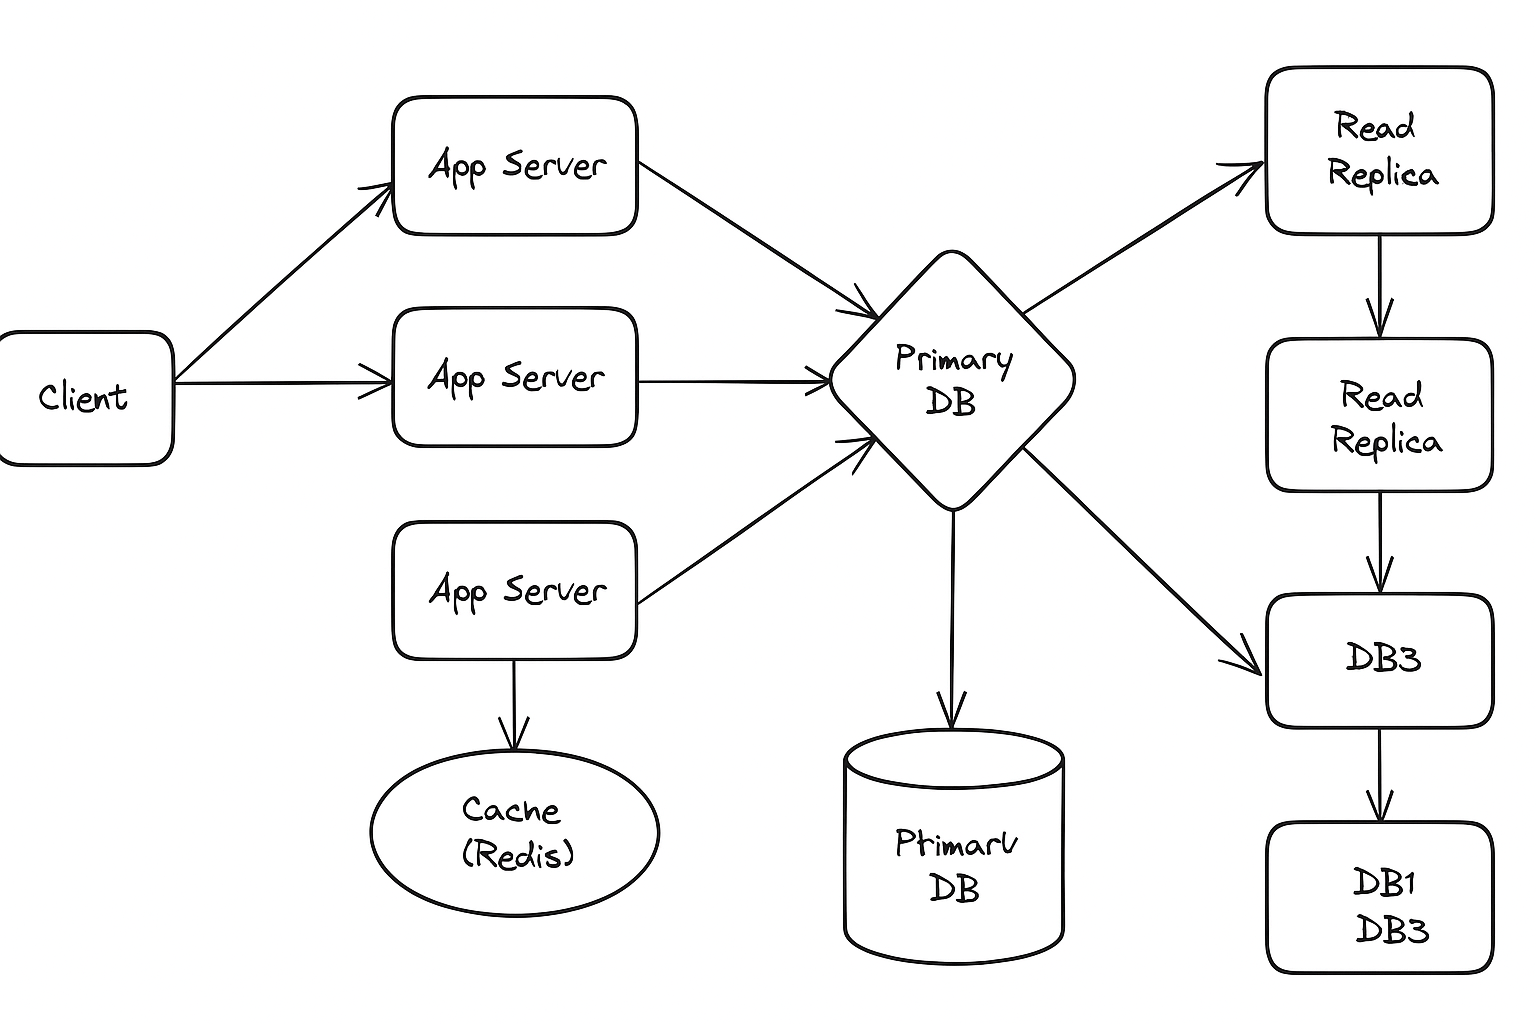 Client
App Server
App Server
App Server
Cache
(Redis)
Primary
DB
DB
Read
Replica
Read
Replica
DB3
DB1
DB3